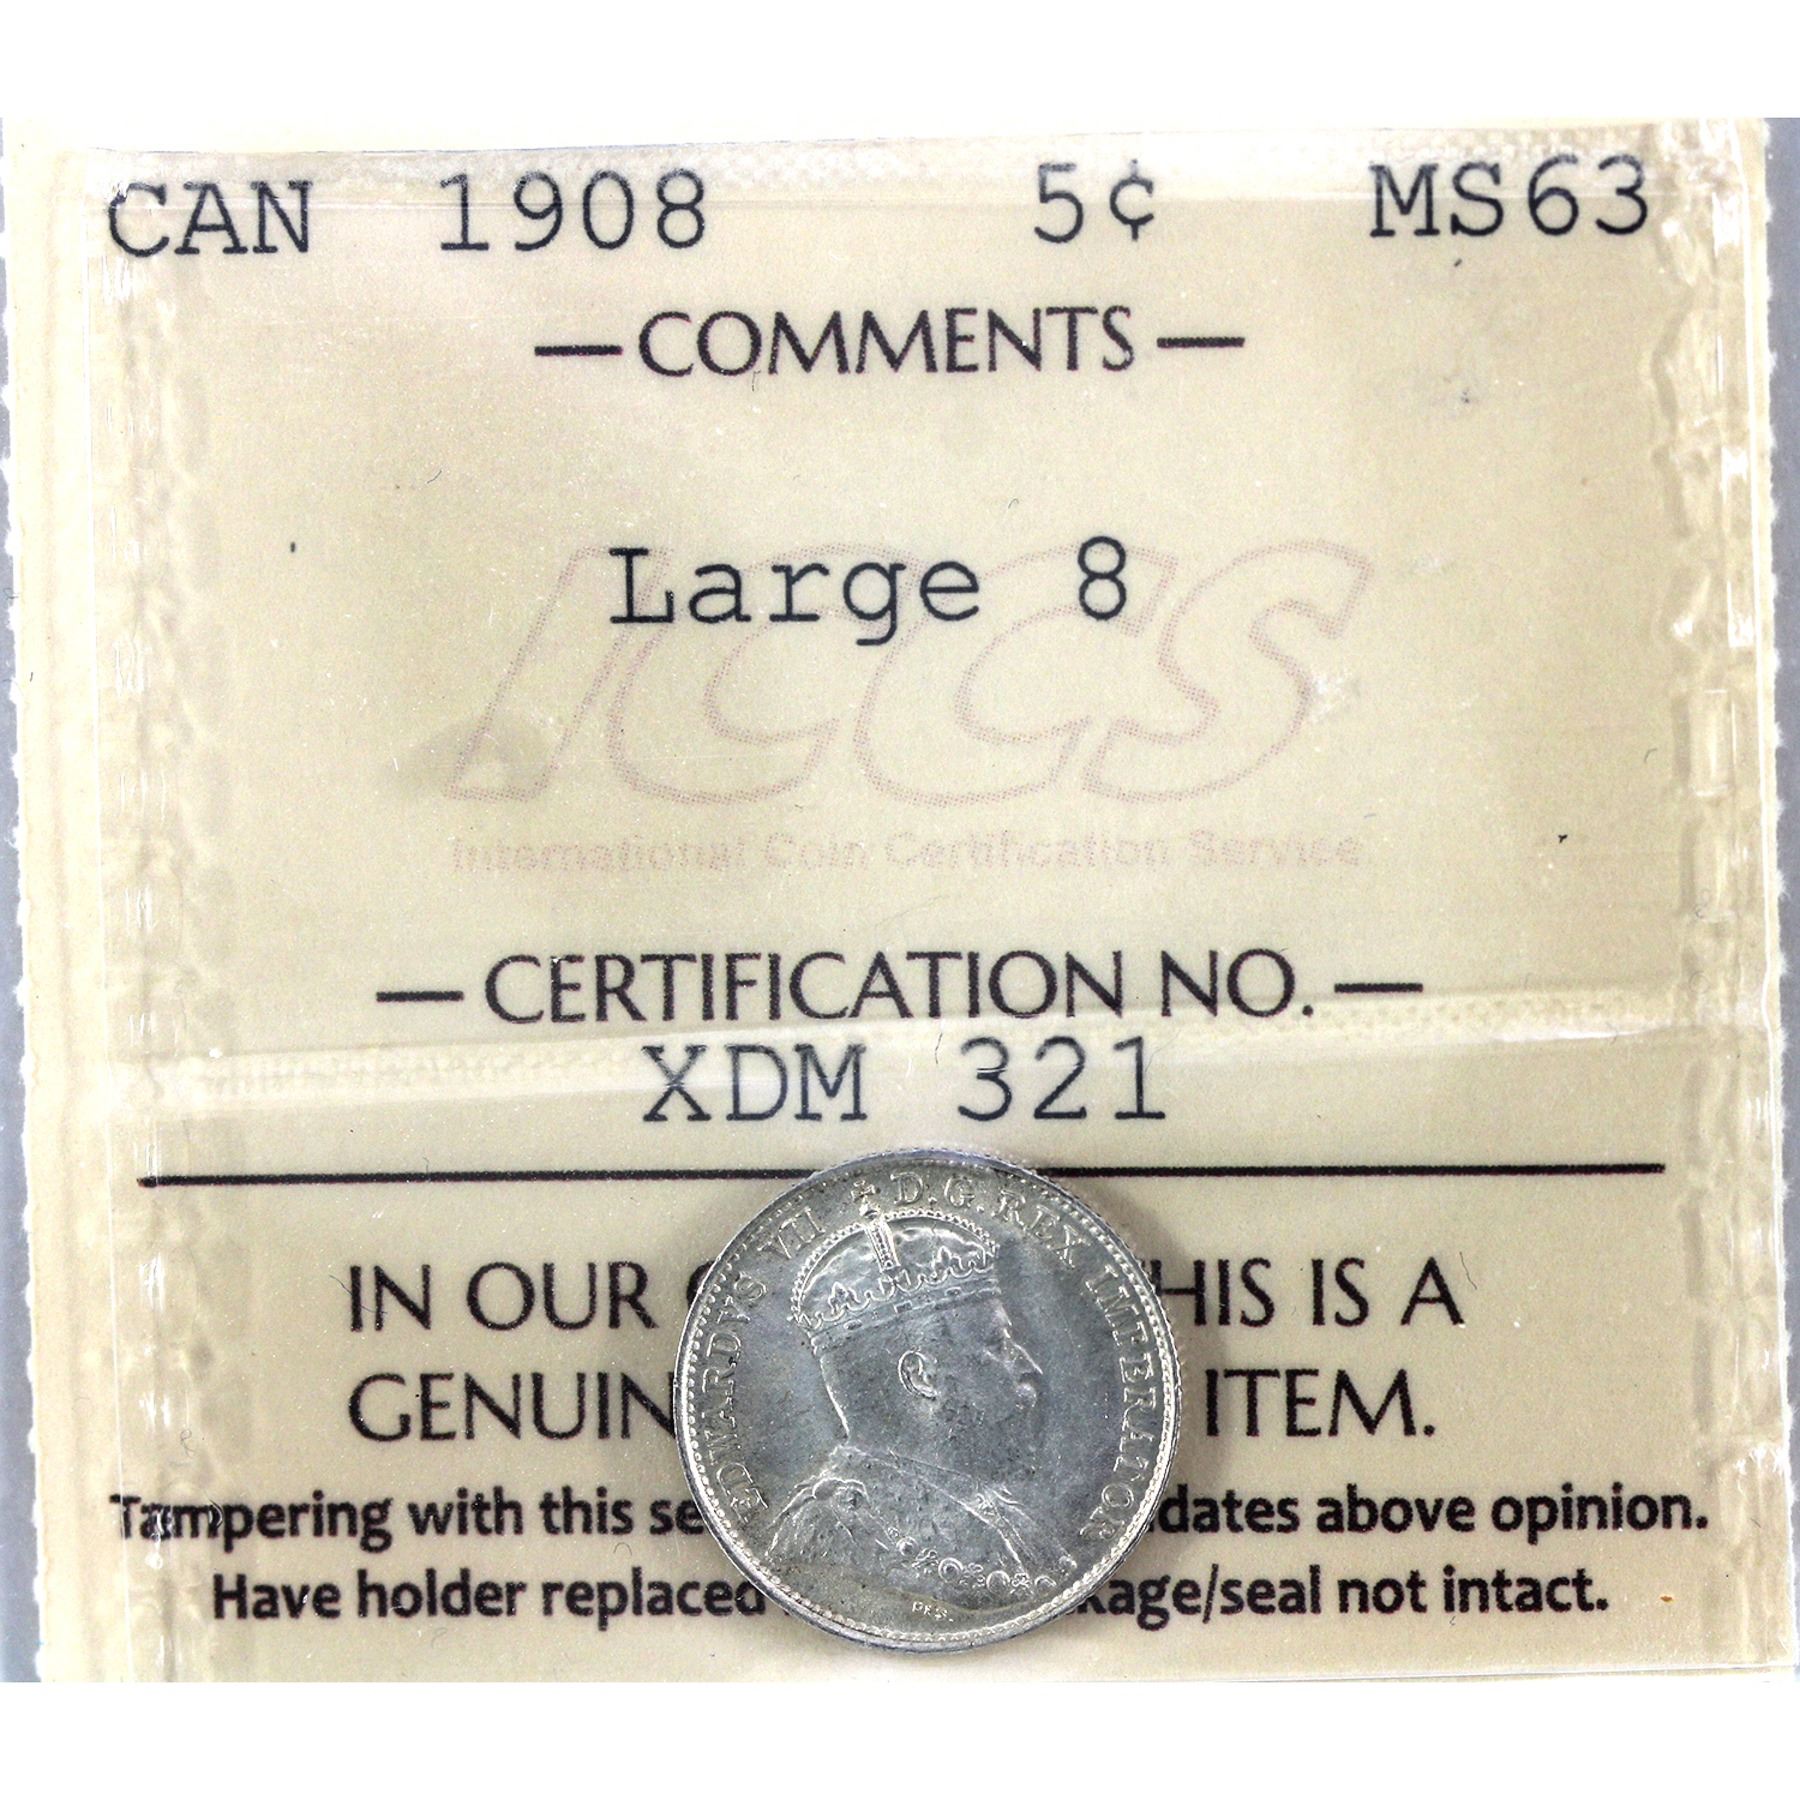 CAN 1908 5¢ MS63
— COMMENTS —
Large 8
ICCS
International Coin Certification Service
— CERTIFICATION NO. —
XDM 321
EDWARDVS VII D.G. REX IMPERATOR
DES.
IN OUR HIS IS A
GENUIN ITEM.
Tampering with this se dates above opinion.
Have holder replaced kage/seal not intact.